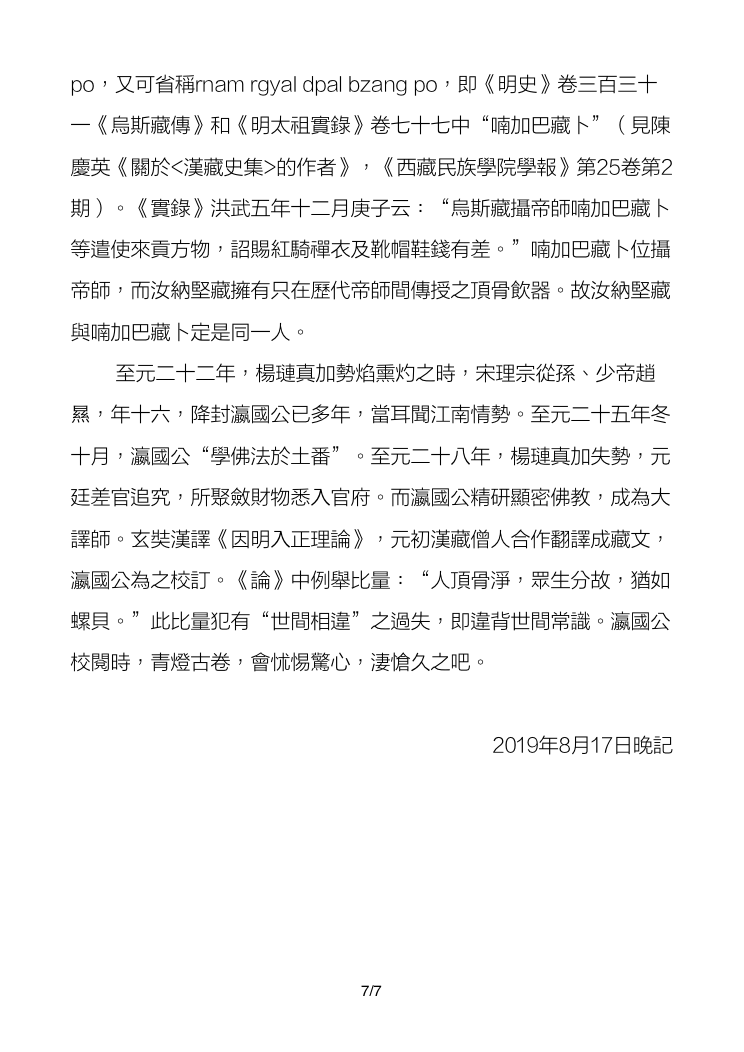 po，又可省稱rnam rgyal dpal bzang po，即《明史》卷三百三十
一《烏斯藏傳》和《明太祖實錄》卷七十七中“喃加巴藏卜”（見陳
慶英《關於<漢藏史集>的作者》，《西藏民族學院學報》第25卷第2
期）。《實錄》洪武五年十二月庚子云：“烏斯藏攝帝師喃加巴藏卜
等遣使來貢方物，詔賜紅騎禪衣及靴帽鞋錢有差。”喃加巴藏卜位攝
帝師，而汝納堅藏擁有只在歷代帝師間傳授之頂骨飲器。故汝納堅藏
與喃加巴藏卜定是同一人。
至元二十二年，楊璉真加勢焰熏灼之時，宋理宗從孫、少帝趙
㬎，年十六，降封瀛國公已多年，當耳聞江南情勢。至元二十五年冬
十月，瀛國公“學佛法於土番”。至元二十八年，楊璉真加失勢，元
廷差官追究，所聚斂財物悉入官府。而瀛國公精研顯密佛教，成為大
譯師。玄奘漢譯《因明入正理論》，元初漢藏僧人合作翻譯成藏文，
瀛國公為之校訂。《論》中例舉比量：“人頂骨淨，眾生分故，猶如
螺貝。”此比量犯有“世間相違”之過失，即違背世間常識。瀛國公
校閱時，青燈古卷，會怵惕驚心，淒愴久之吧。
2019年8月17日晚記
7/7